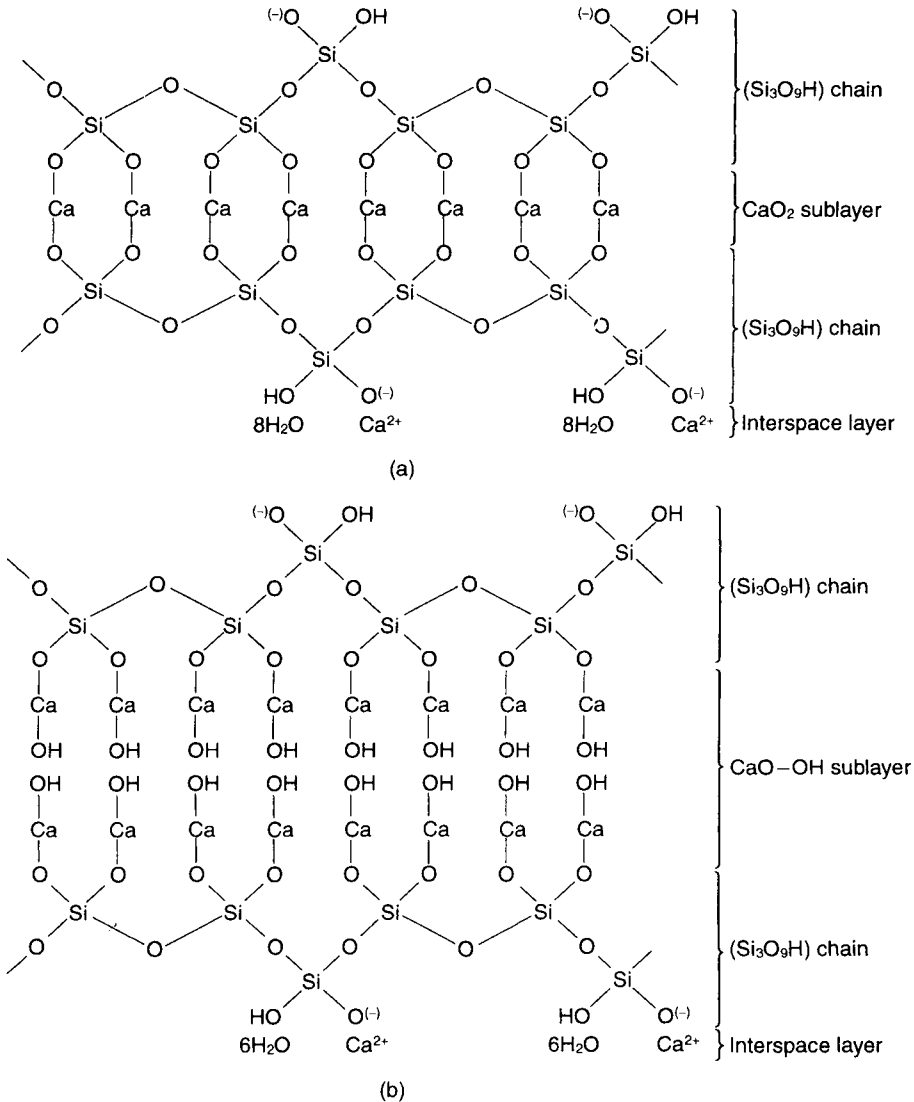 (−)O OH (−)O OH
Si Si
O O O O O O
(Si₃O₉H) chain
Si Si Si Si
O O O O O O O O
Ca Ca Ca Ca Ca Ca Ca Ca
CaO₂ sublayer
O O O O O O O O
Si Si Si Si
O O O O O O
(Si₃O₉H) chain
Si Si
HO O(−) HO O(−)
8H₂O Ca²⁺ 8H₂O Ca²⁺ Interspace layer
(a)
(−)O OH (−)O OH
Si Si
O O O O O O
(Si₃O₉H) chain
Si Si Si Si
O O O O O O O O
Ca Ca Ca Ca Ca Ca Ca Ca
OH OH OH OH OH OH OH OH
CaO−OH sublayer
OH OH OH OH OH OH OH OH
Ca Ca Ca Ca Ca Ca Ca Ca
O O O O O O O O
Si Si Si Si
O O O O O O
(Si₃O₉H) chain
Si Si
HO O(−) HO O(−)
6H₂O Ca²⁺ 6H₂O Ca²⁺ Interspace layer
(b)